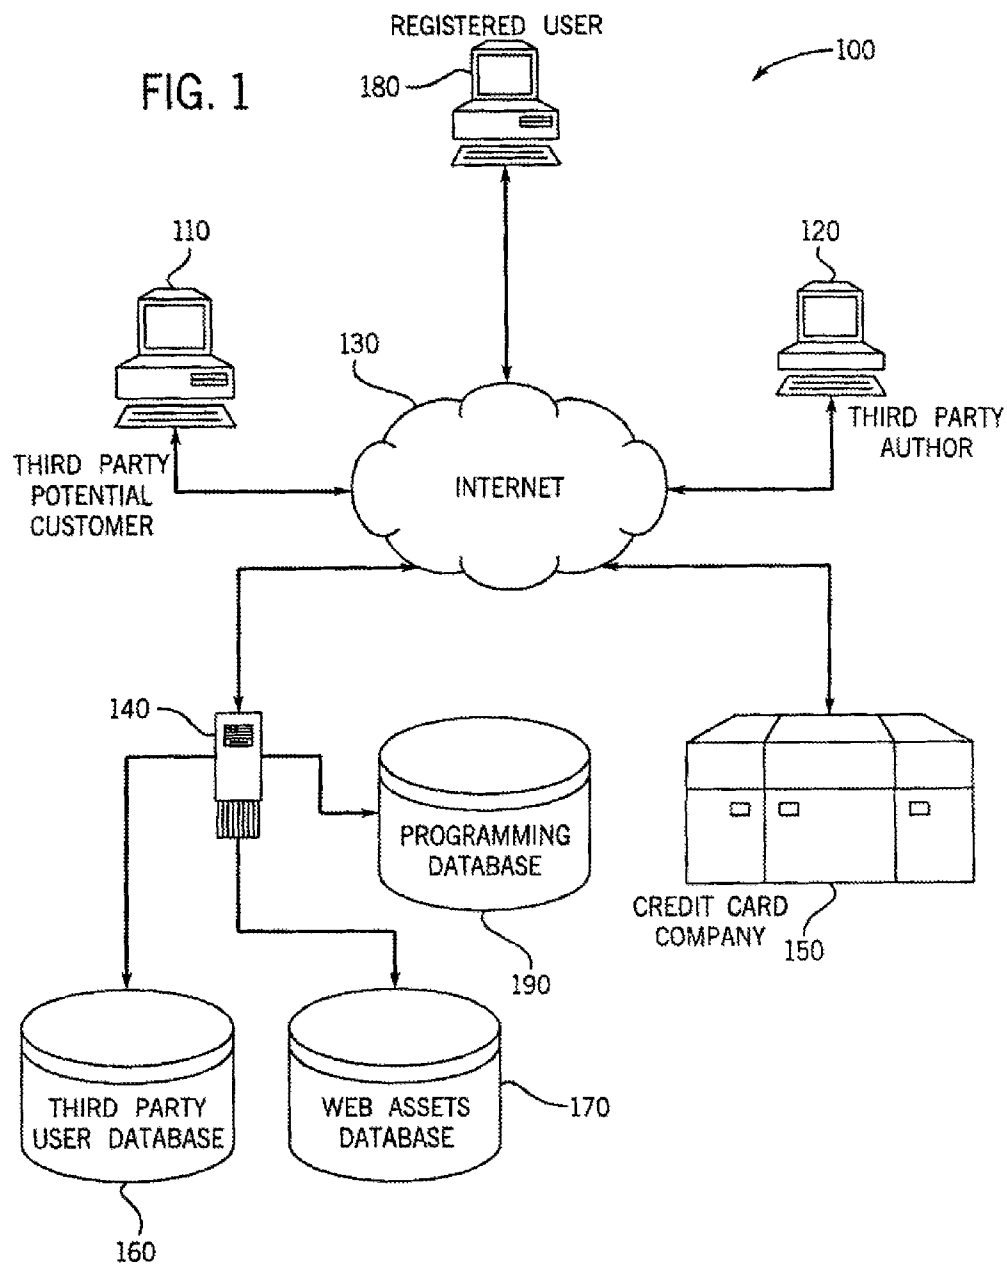 REGISTERED USER
100
FIG. 1
180
110
120
130
THIRD PARTY
AUTHOR
THIRD PARTY
POTENTIAL
CUSTOMER
INTERNET
140
PROGRAMMING
DATABASE
CREDIT CARD
COMPANY
150
190
THIRD PARTY
USER DATABASE
WEB ASSETS
DATABASE
170
160